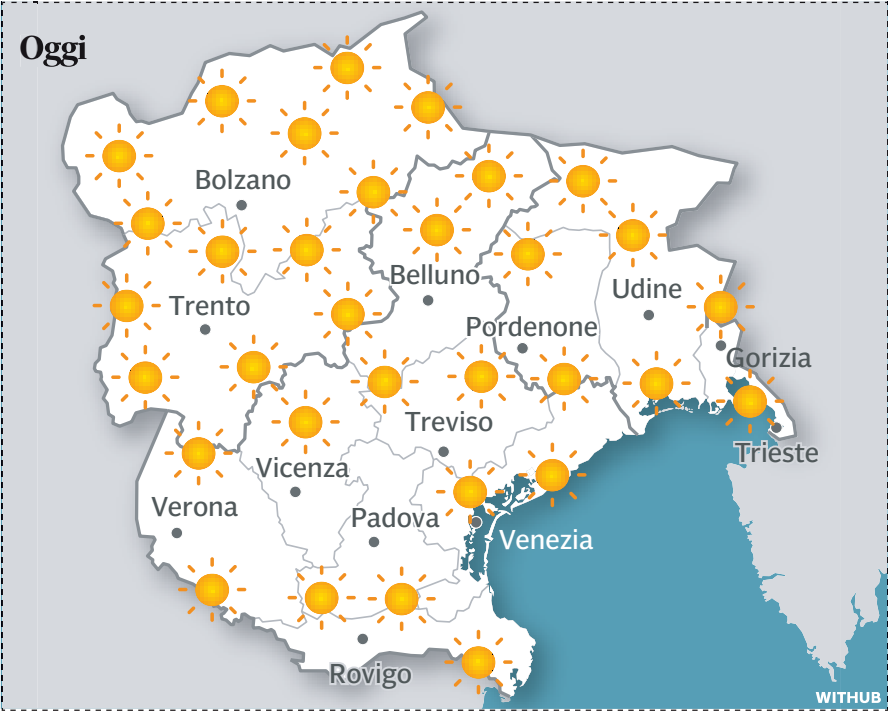 Oggi
Bolzano
Belluno
Trento
Udine
Pordenone
Gorizia
Treviso
Trieste
Vicenza
Verona
Padova
Venezia
Rovigo
WITHUB